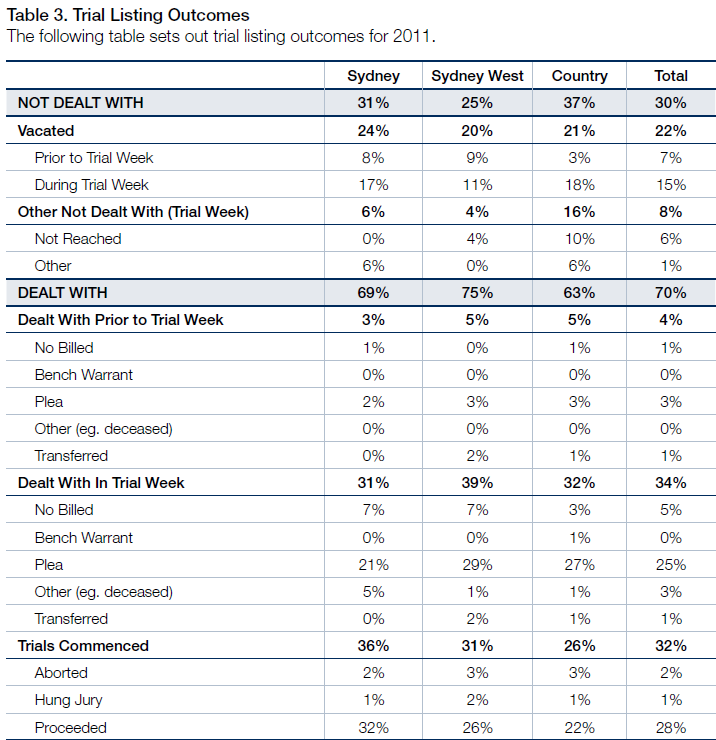 Table 3. Trial Listing Outcomes
The following table sets out trial listing outcomes for 2011.
Sydney Sydney West Country Total
NOT DEALT WITH 31% 25% 37% 30%
Vacated 24% 20% 21% 22%
Prior to Trial Week 8% 9% 3% 7%
During Trial Week 17% 11% 18% 15%
Other Not Dealt With (Trial Week) 6% 4% 16% 8%
Not Reached 0% 4% 10% 6%
Other 6% 0% 6% 1%
DEALT WITH 69% 75% 63% 70%
Dealt With Prior to Trial Week 3% 5% 5% 4%
No Billed 1% 0% 1% 1%
Bench Warrant 0% 0% 0% 0%
Plea 2% 3% 3% 3%
Other (eg. deceased) 0% 0% 0% 0%
Transferred 0% 2% 1% 1%
Dealt With In Trial Week 31% 39% 32% 34%
No Billed 7% 7% 3% 5%
Bench Warrant 0% 0% 1% 0%
Plea 21% 29% 27% 25%
Other (eg. deceased) 5% 1% 1% 3%
Transferred 0% 2% 1% 1%
Trials Commenced 36% 31% 26% 32%
Aborted 2% 3% 3% 2%
Hung Jury 1% 2% 1% 1%
Proceeded 32% 26% 22% 28%